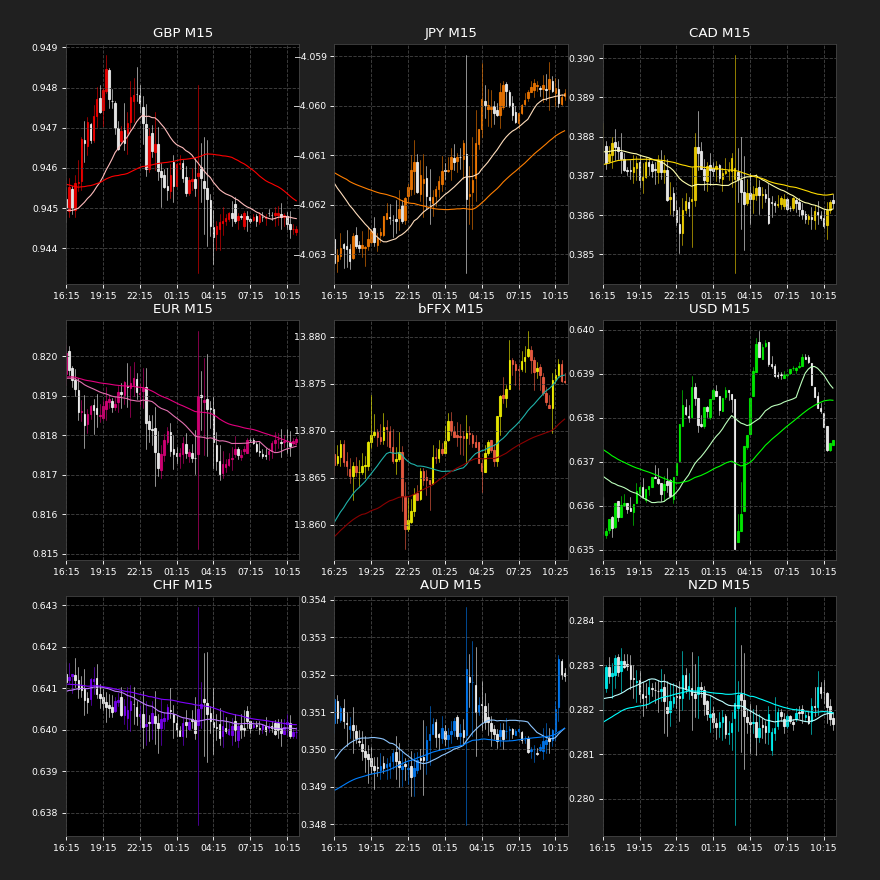 GBP M15
0.949
0.948
0.947
0.946
0.945
0.944
16:15 19:15 22:15 01:15 04:15 07:15 10:15
JPY M15
−4.059
−4.060
−4.061
−4.062
−4.063
16:15 19:15 22:15 01:15 04:15 07:15 10:15
CAD M15
0.390
0.389
0.388
0.387
0.386
0.385
16:15 19:15 22:15 01:15 04:15 07:15 10:15
EUR M15
0.820
0.819
0.818
0.817
0.816
0.815
16:15 19:15 22:15 01:15 04:15 07:15 10:15
bFFX M15
13.880
13.875
13.870
13.865
13.860
16:25 19:25 22:25 01:25 04:25 07:25 10:25
USD M15
0.640
0.639
0.638
0.637
0.636
0.635
16:15 19:15 22:15 01:15 04:15 07:15 10:15
CHF M15
0.643
0.642
0.641
0.640
0.639
0.638
16:15 19:15 22:15 01:15 04:15 07:15 10:15
AUD M15
0.354
0.353
0.352
0.351
0.350
0.349
0.348
16:15 19:15 22:15 01:15 04:15 07:15 10:15
NZD M15
0.284
0.283
0.282
0.281
0.280
16:15 19:15 22:15 01:15 04:15 07:15 10:15